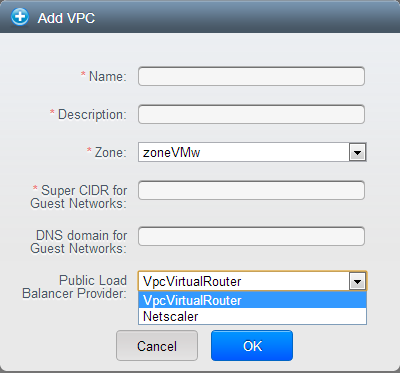 Add VPC
* Name:
* Description:
* Zone: zoneVMw
* Super CIDR for
Guest Networks:
DNS domain for
Guest Networks:
Public Load
Balancer Provider: VpcVirtualRouter
VpcVirtualRouter
Netscaler
Cancel OK